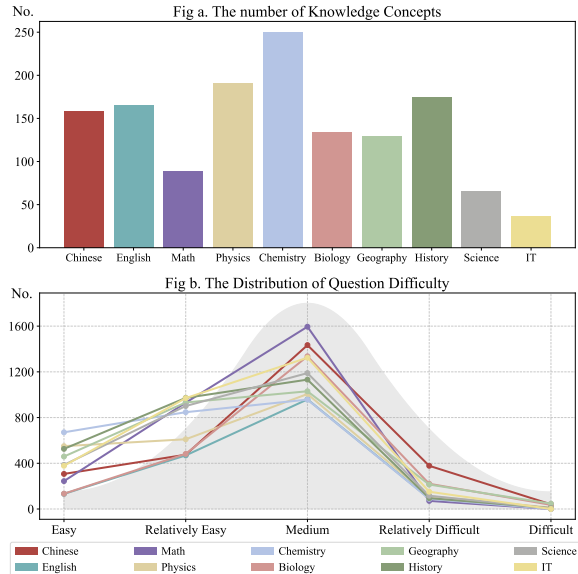 Fig a. The number of Knowledge Concepts
No.
250
200
150
100
50
0
Chinese English Math Physics Chemistry Biology Geography History Science IT
Fig b. The Distribution of Question Difficulty
No.
1600
1200
800
400
0
Easy Relatively Easy Medium Relatively Difficult Difficult
Chinese Math Chemistry Geography Science
English Physics Biology History IT